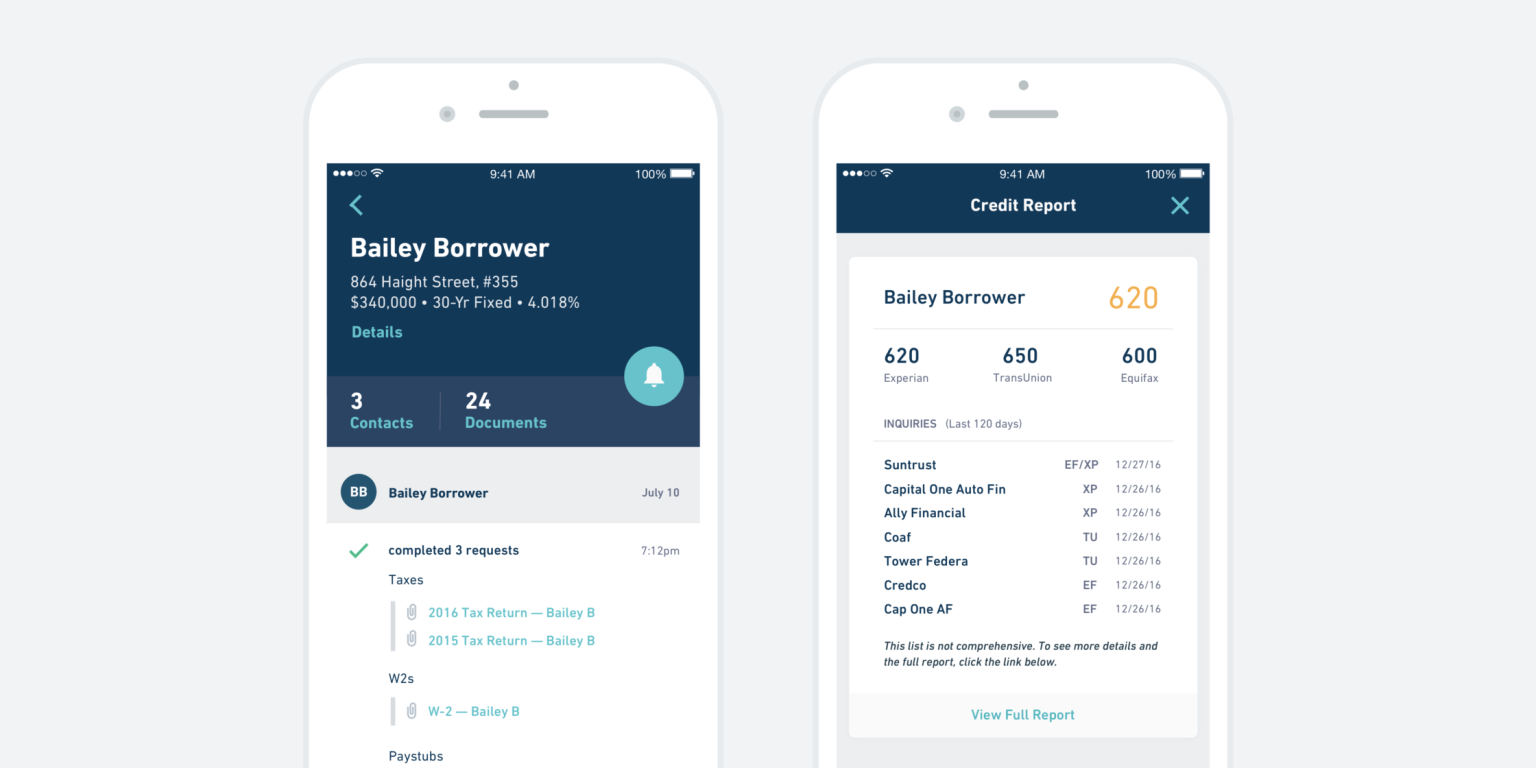 9:41 AM 100%
Bailey Borrower
864 Haight Street, #355
$340,000 • 30-Yr Fixed • 4.018%
Details
3 24
Contacts Documents
BB Bailey Borrower July 10
completed 3 requests 7:12pm
Taxes
2016 Tax Return — Bailey B
2015 Tax Return — Bailey B
W2s
W-2 — Bailey B
Paystubs
9:41 AM 100%
Credit Report
Bailey Borrower 620
620 650 600
Experian TransUnion Equifax
INQUIRIES (Last 120 days)
Suntrust EF/XP 12/27/16
Capital One Auto Fin XP 12/26/16
Ally Financial XP 12/26/16
Coaf TU 12/26/16
Tower Federa TU 12/26/16
Credco EF 12/26/16
Cap One AF EF 12/26/16
This list is not comprehensive. To see more details and
the full report, click the link below.
View Full Report